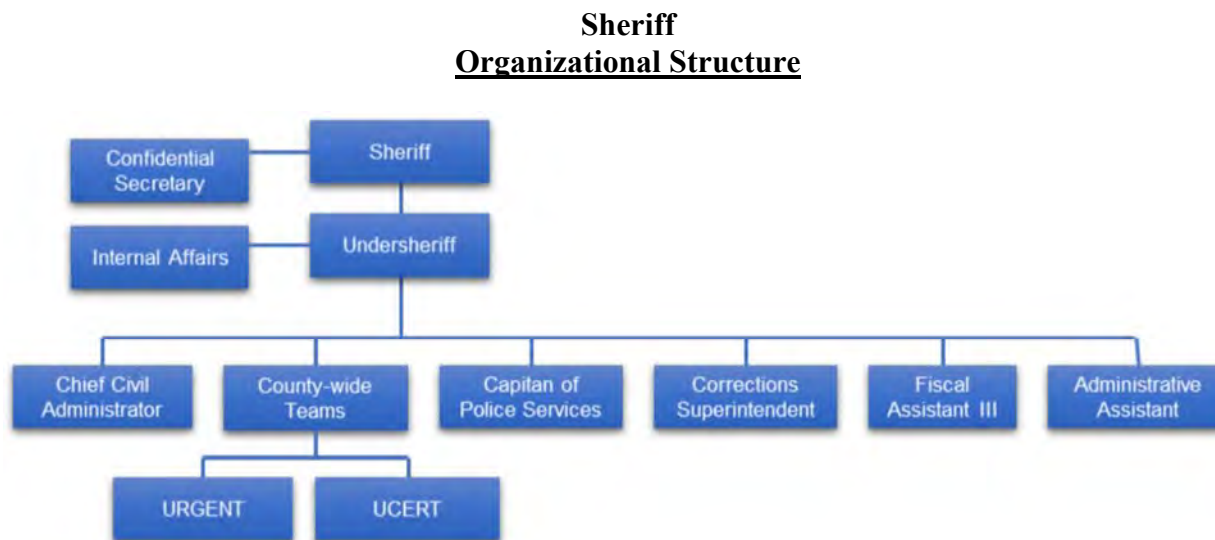 Sheriff
Organizational Structure
Confidential
Secretary
Sheriff
Internal Affairs
Undersheriff
Chief Civil
Administrator
County-wide
Teams
Capitan of
Police Services
Corrections
Superintendent
Fiscal
Assistant III
Administrative
Assistant
URGENT
UCERT